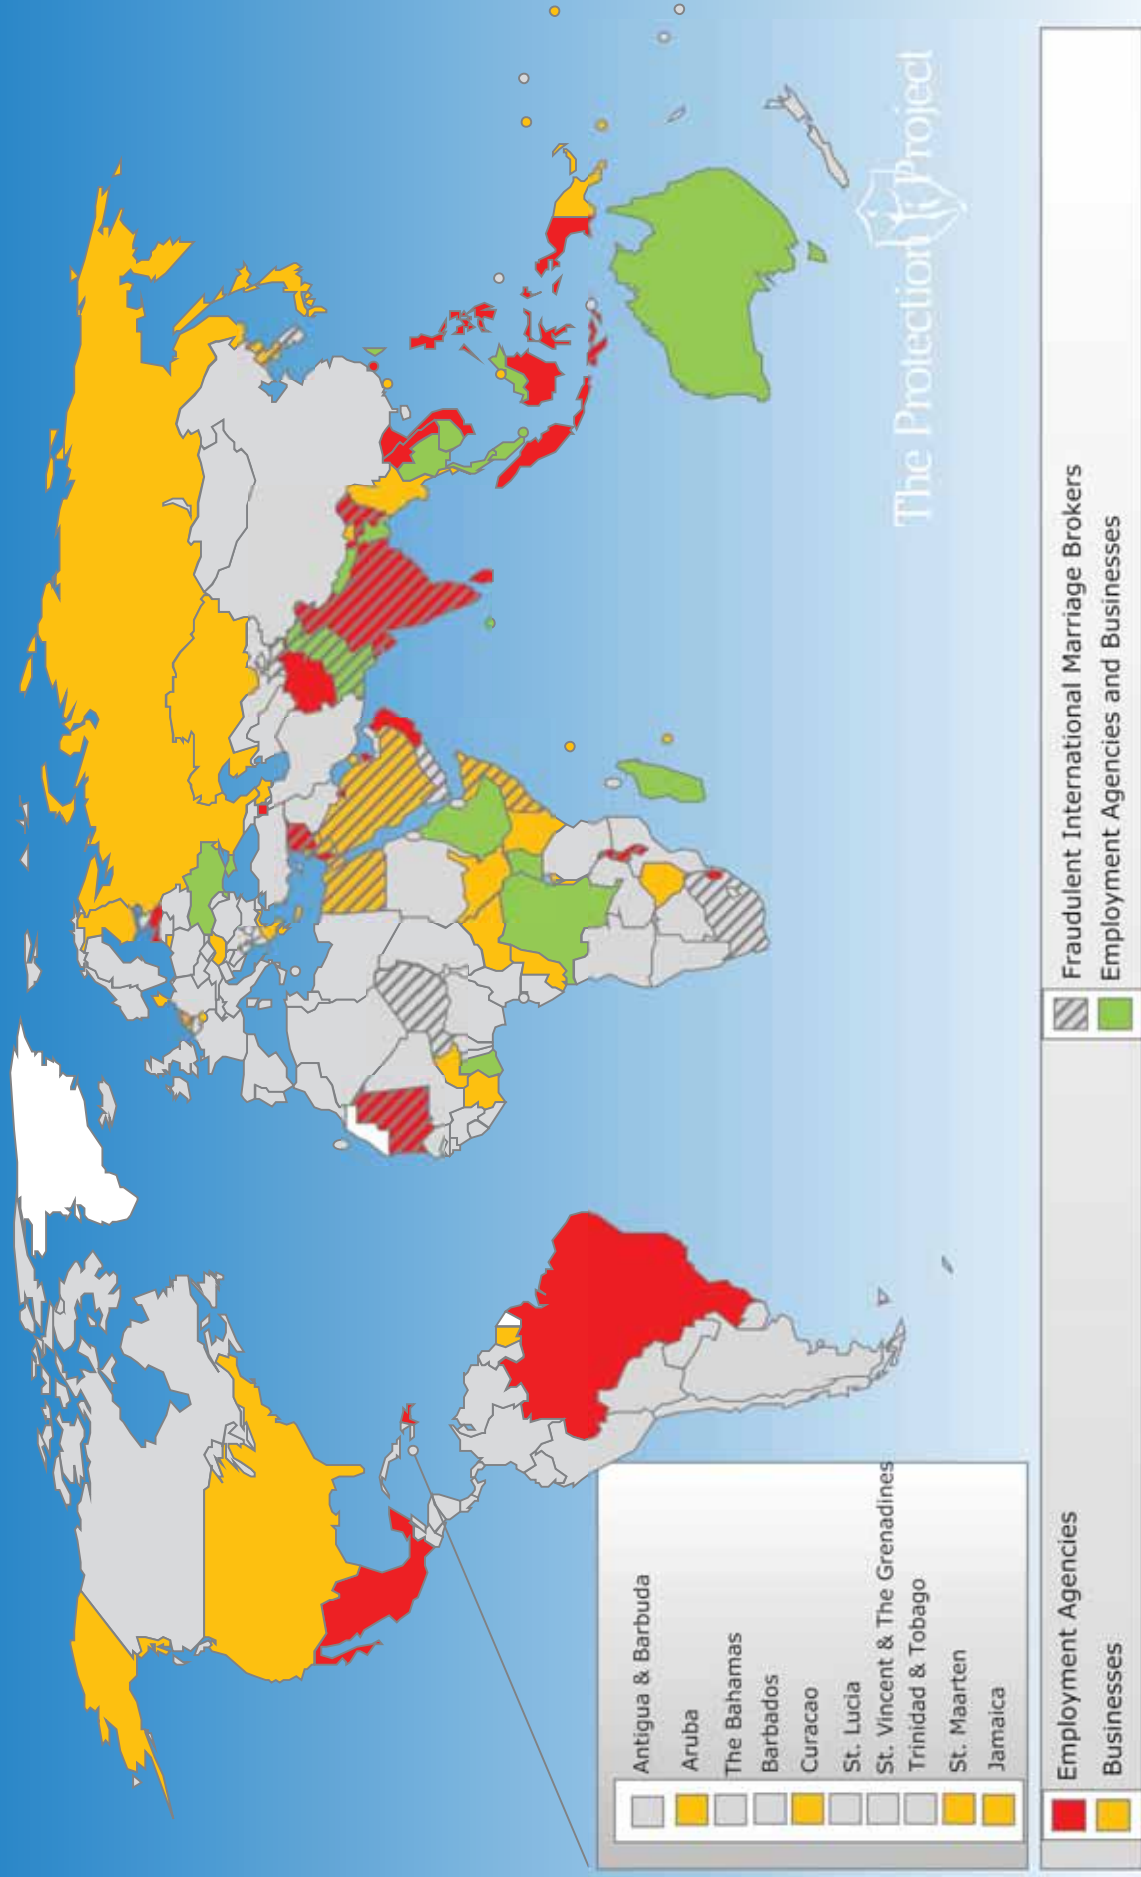 The Protection Project
Antigua & Barbuda
Aruba
The Bahamas
Barbados
Curacao
St. Lucia
St. Vincent & The Grenadines
Trinidad & Tobago
St. Maarten
Jamaica
Employment Agencies
Businesses
Fraudulent International Marriage Brokers
Employment Agencies and Businesses